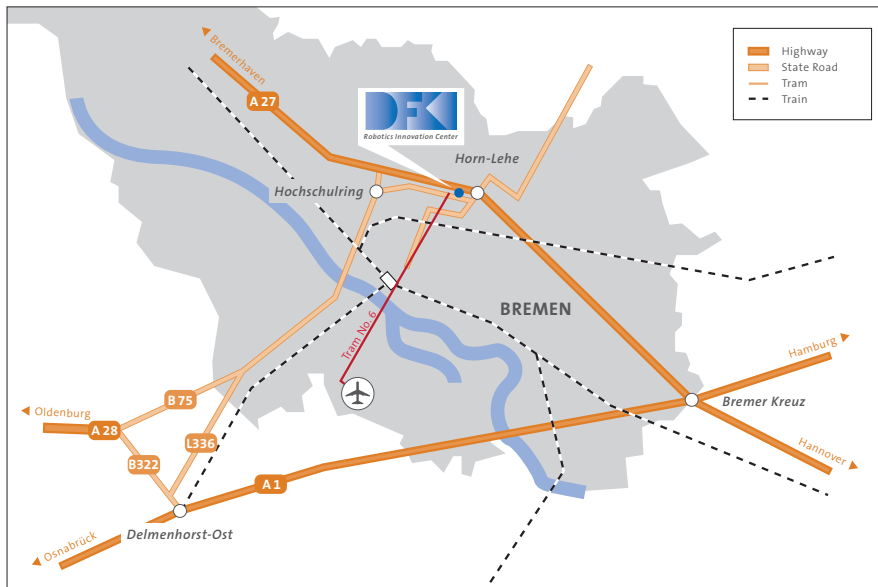 Bremerhaven
A 27
DFKI
Robotics Innovation Center
Horn-Lehe
Hochschulring
Highway
State Road
Tram
Train
BREMEN
Tram No. 6
Hamburg
Bremer Kreuz
Hannover
Oldenburg
A 28
B 75
L336
B322
A 1
Delmenhorst-Ost
Osnabrück